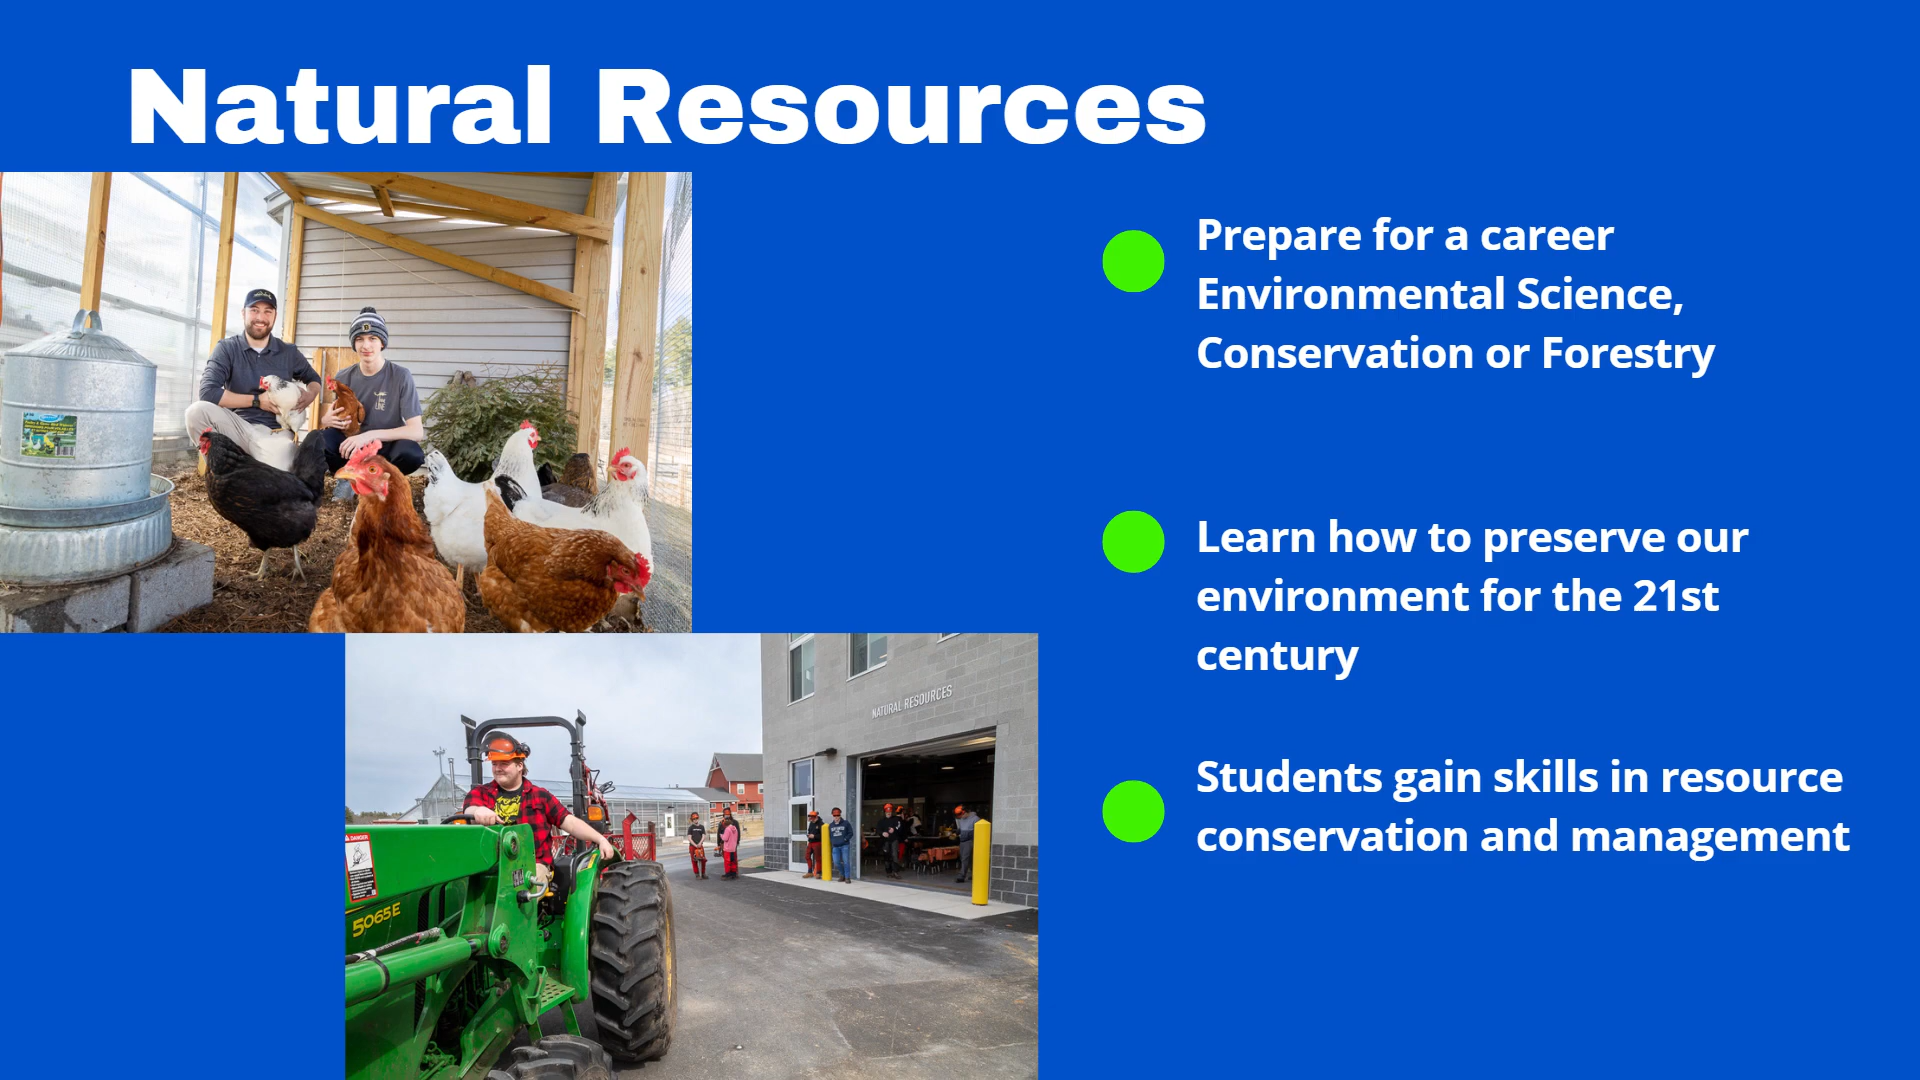 Natural Resources
Prepare for a career
Environmental Science,
Conservation or Forestry
Learn how to preserve our
environment for the 21st
century
Students gain skills in resource
conservation and management
NATURAL RESOURCES
DANGER
5065E